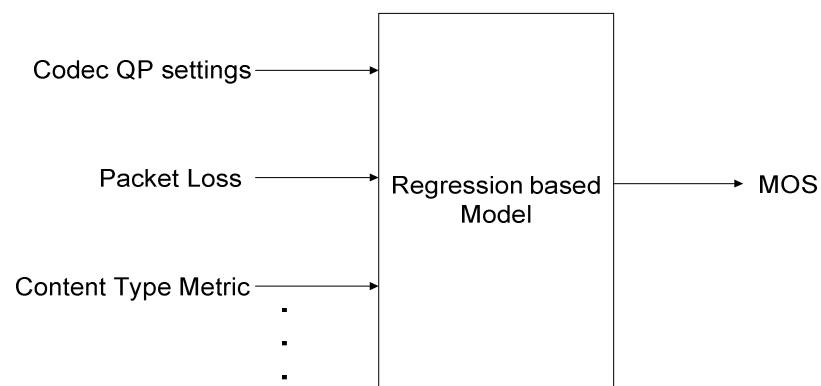 Codec QP settings
Packet Loss
Regression based
Model
MOS
Content Type Metric